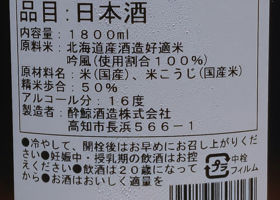 品目：日本酒
内容量：1800ml
原料米：北海道産酒造好適米
吟風（使用割合100％）
原材料名：米(国産)、米こうじ(国産米)
精米歩合：50％
アルコール分：16度
製造者：酔鯨酒造株式会社
高知市長浜566-1
●冷やして、開栓後はお早めにお召し上がりくだ
さい●妊娠中・授乳期の飲酒はお控
えください●飲酒は20歳になって
から●お酒はおいしく適量を
プラ
中栓
フィルム